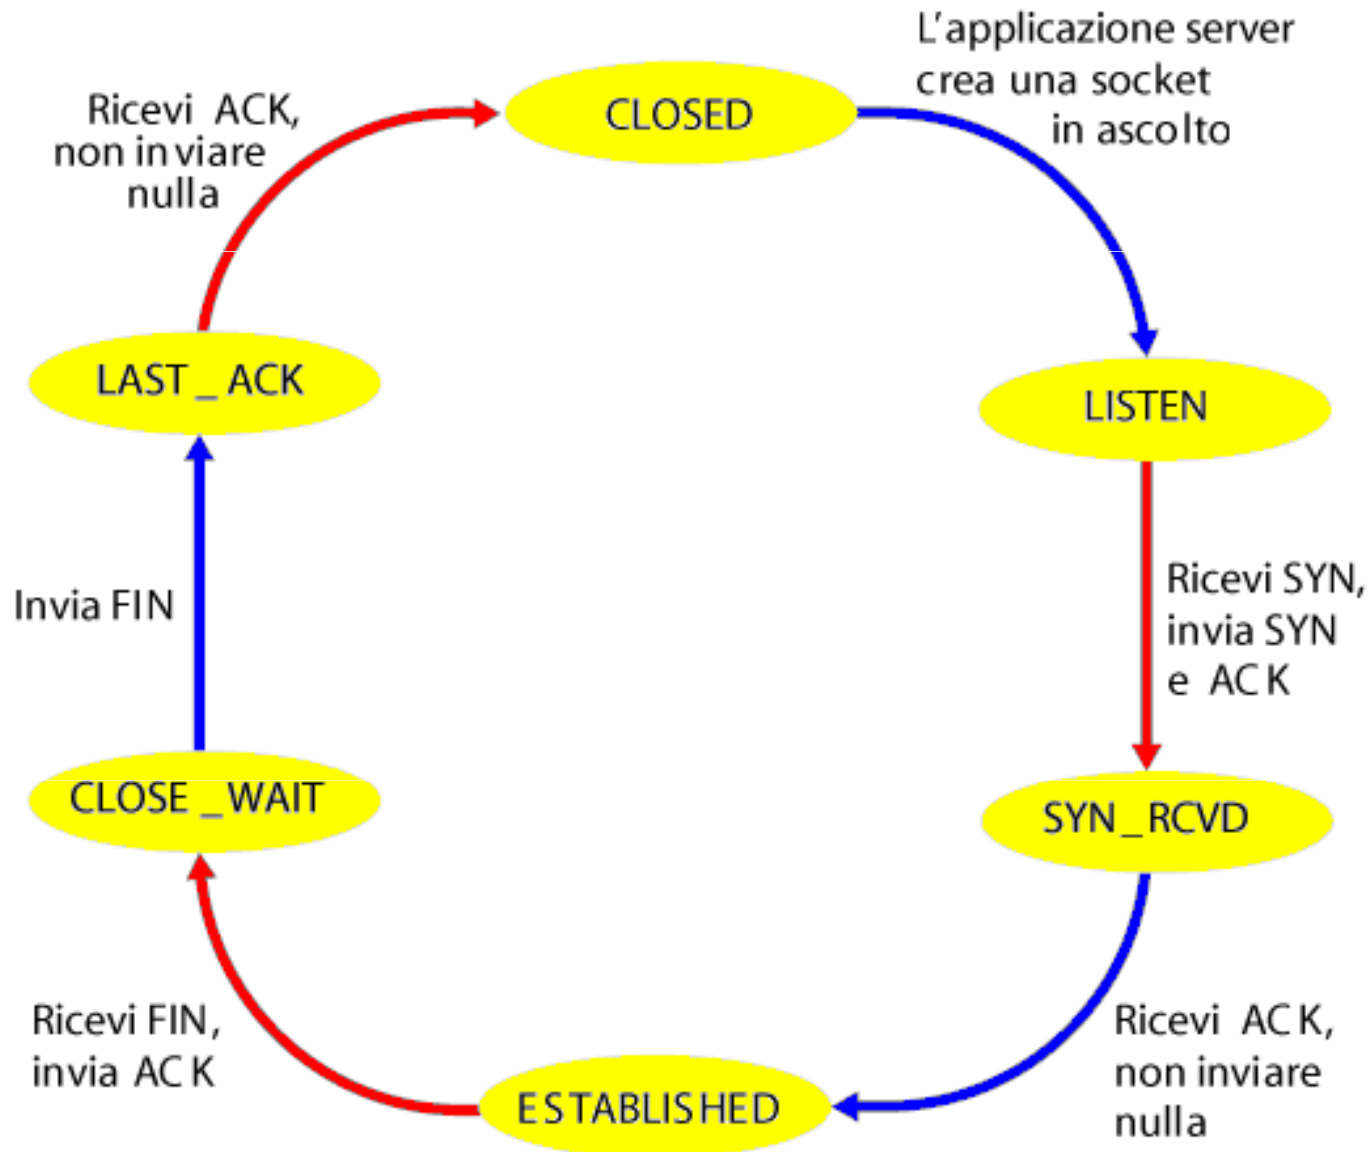 L'applicazione server
crea una socket
in ascolto
Ricevi ACK,
non inviare
nulla
CLOSED
LAST_ACK
LISTEN
Invia FIN
Ricevi SYN,
invia SYN
e ACK
CLOSE_WAIT
SYN_RCVD
Ricevi FIN,
invia ACK
ESTABLISHED
Ricevi ACK,
non inviare
nulla